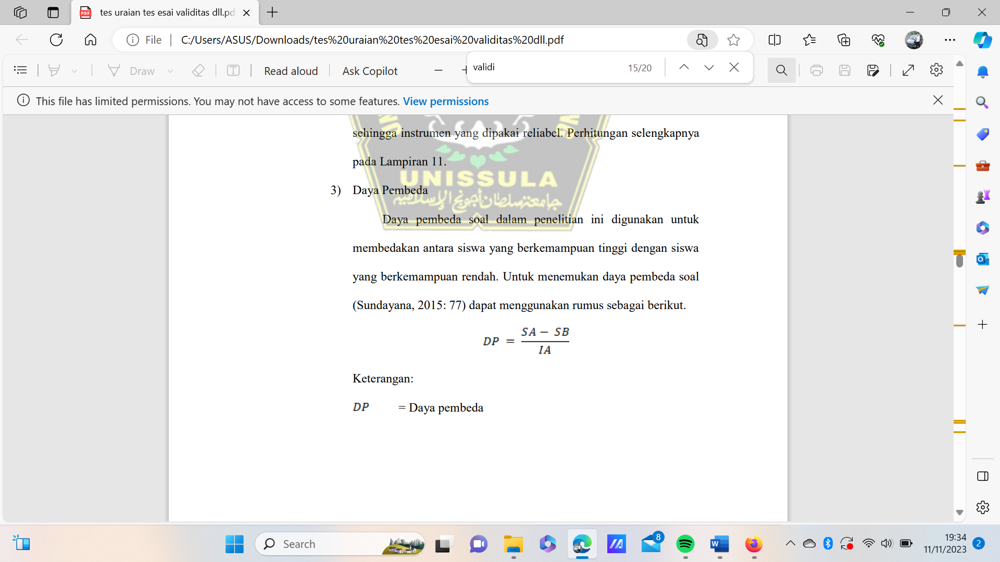 tes uraian tes esai validitas dll.pd
File
C:/Users/ASUS/Downloads/tes%20uraian%20tes%20esai%20validitas%20dll.pdf
validi
15/20
Draw
Read aloud
Ask Copilot
This file has limited permissions. You may not have access to some features. View permissions
sehingga instrumen yang dipakai reliabel. Perhitungan selengkapnya
pada Lampiran 11.
UNISSULA
جامعة سلطان أجونج الإسلامية
3) Daya Pembeda
Daya pembeda soal dalam penelitian ini digunakan untuk
membedakan antara siswa yang berkemampuan tinggi dengan siswa
yang berkemampuan rendah. Untuk menemukan daya pembeda soal
(Sundayana, 2015: 77) dapat menggunakan rumus sebagai berikut.
DP = SA − SB
IA
Keterangan:
DP = Daya pembeda
Search
8
19:34
11/11/2023
2